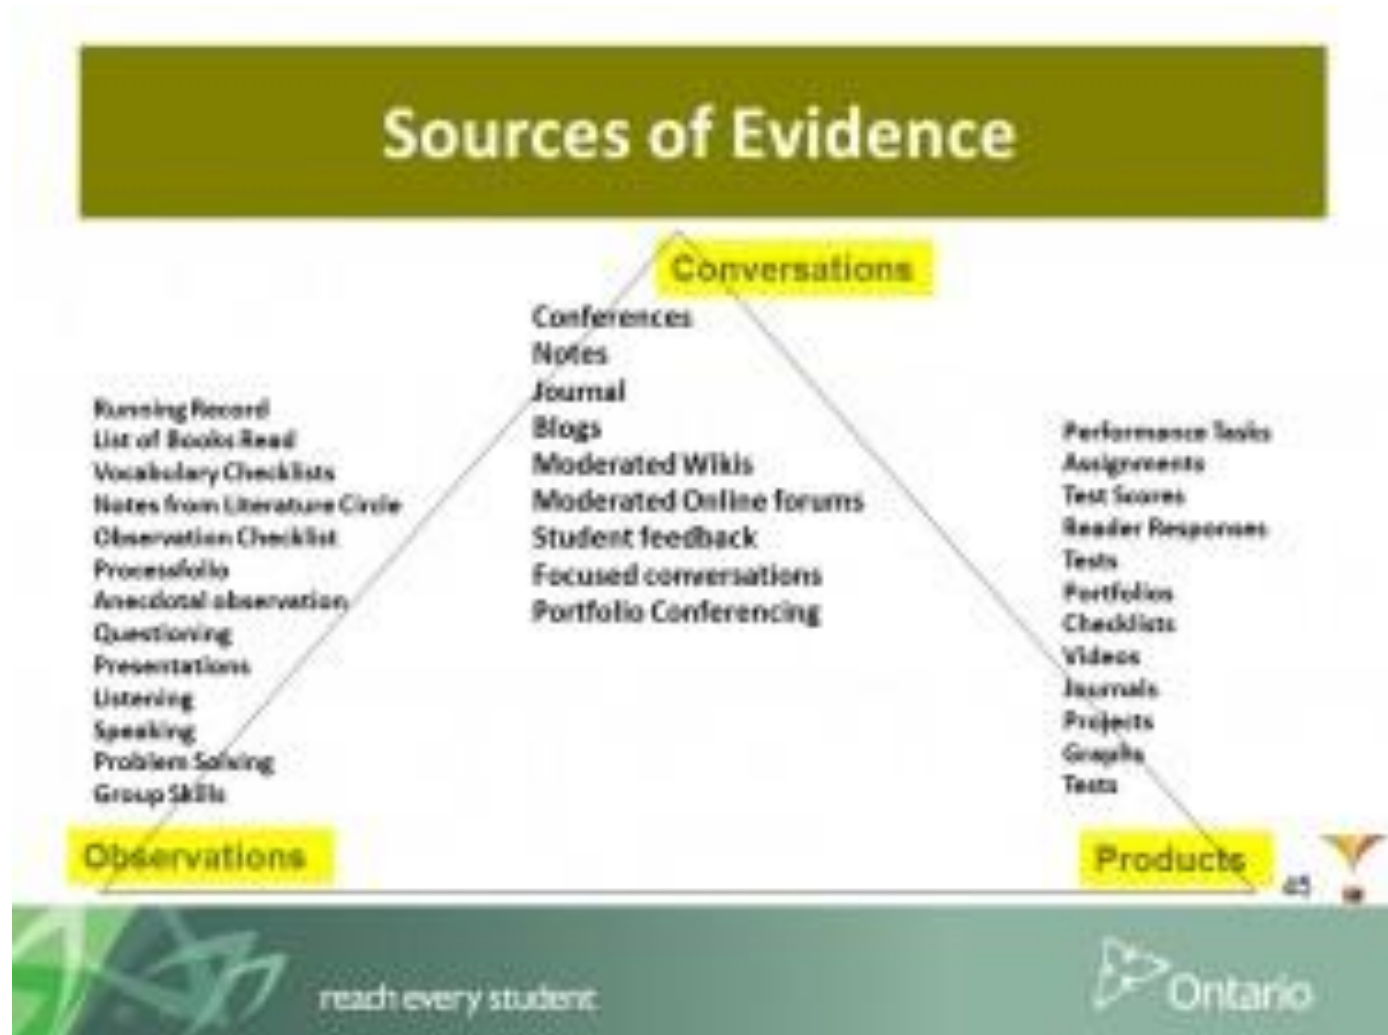 Sources of Evidence
Conversations
Conferences
Notes
Journal
Blogs
Moderated Wikis
Moderated Online forums
Student feedback
Focused conversations
Portfolio Conferencing
Running Record
List of Books Read
Vocabulary Checklists
Notes from Literature Circle
Observation Checklist
Processfolio
Anecdotal observation
Questioning
Presentations
Listening
Speaking
Problem Solving
Group Skills
Observations
Performance Tasks
Assignments
Test Scores
Reader Responses
Tests
Portfolios
Checklists
Videos
Journals
Projects
Graphs
Tests
Products
45
reach every student
Ontario